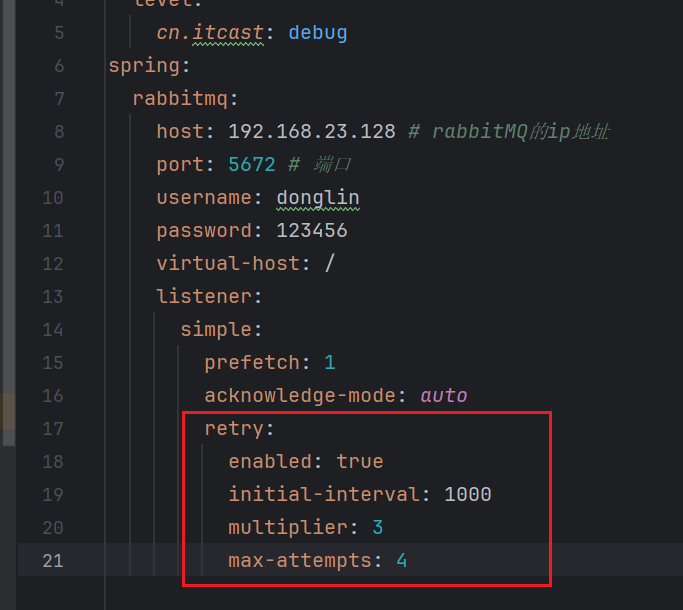 4 level:
5 cn.itcast: debug
6 spring:
7 rabbitmq:
8 host: 192.168.23.128 # rabbitMQ的ip地址
9 port: 5672 # 端口
10 username: donglin
11 password: 123456
12 virtual-host: /
13 listener:
14 simple:
15 prefetch: 1
16 acknowledge-mode: auto
17 retry:
18 enabled: true
19 initial-interval: 1000
20 multiplier: 3
21 max-attempts: 4